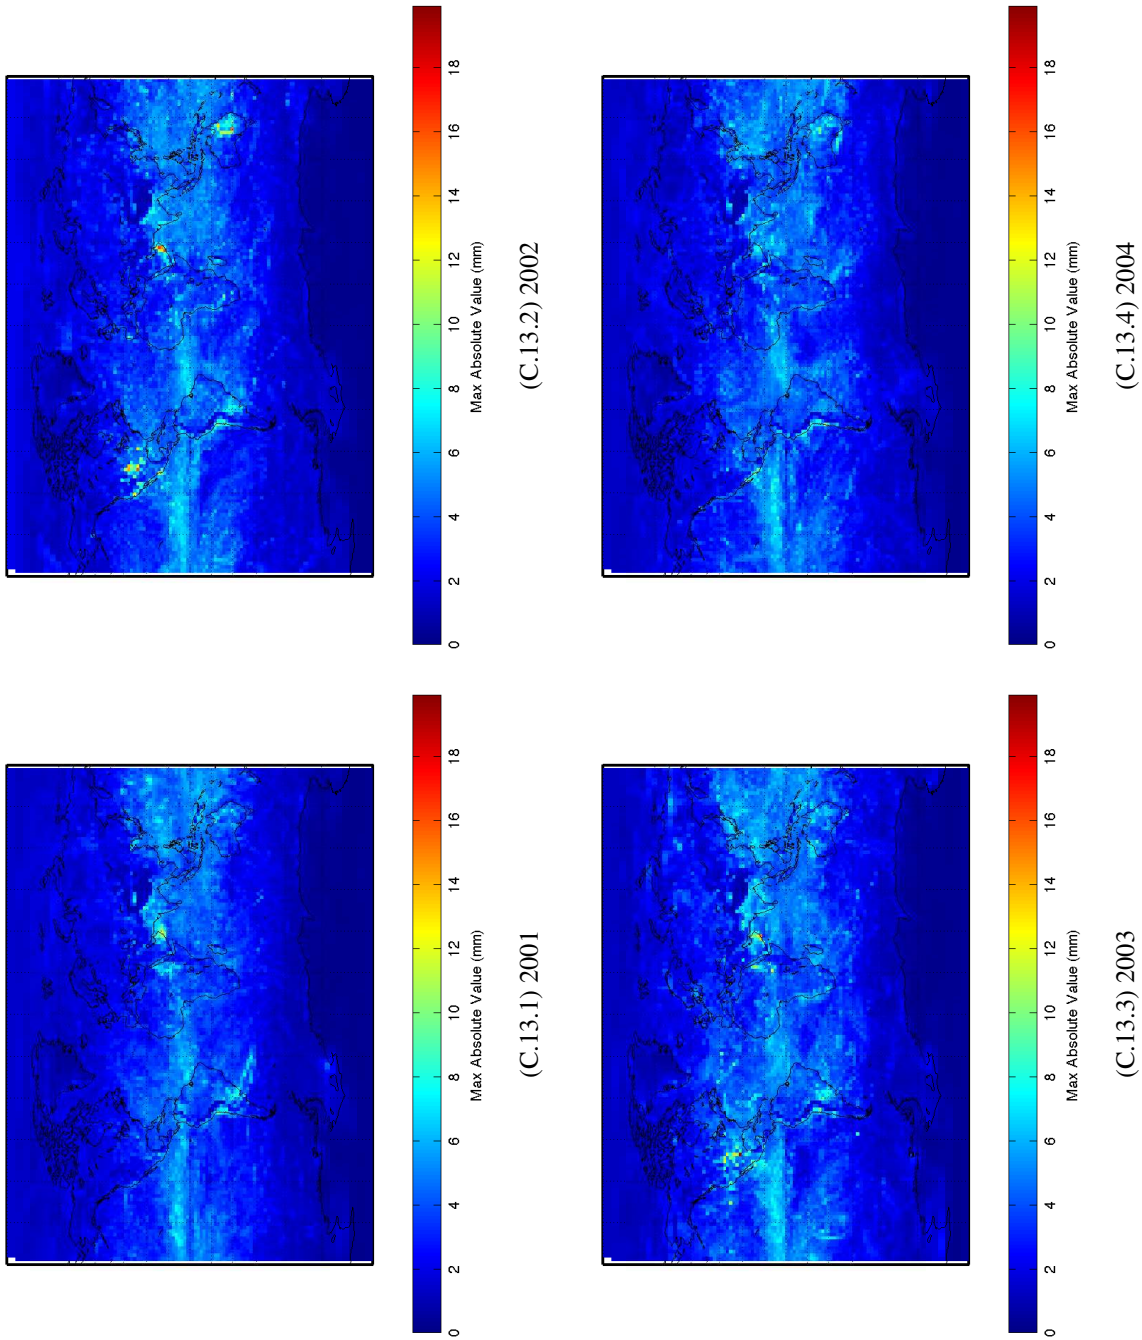 0 2 4 6 8 10 12 14 16 18
Max Absolute Value (mm)
(C.13.1) 2001
0 2 4 6 8 10 12 14 16 18
Max Absolute Value (mm)
(C.13.2) 2002
0 2 4 6 8 10 12 14 16 18
Max Absolute Value (mm)
(C.13.3) 2003
0 2 4 6 8 10 12 14 16 18
Max Absolute Value (mm)
(C.13.4) 2004